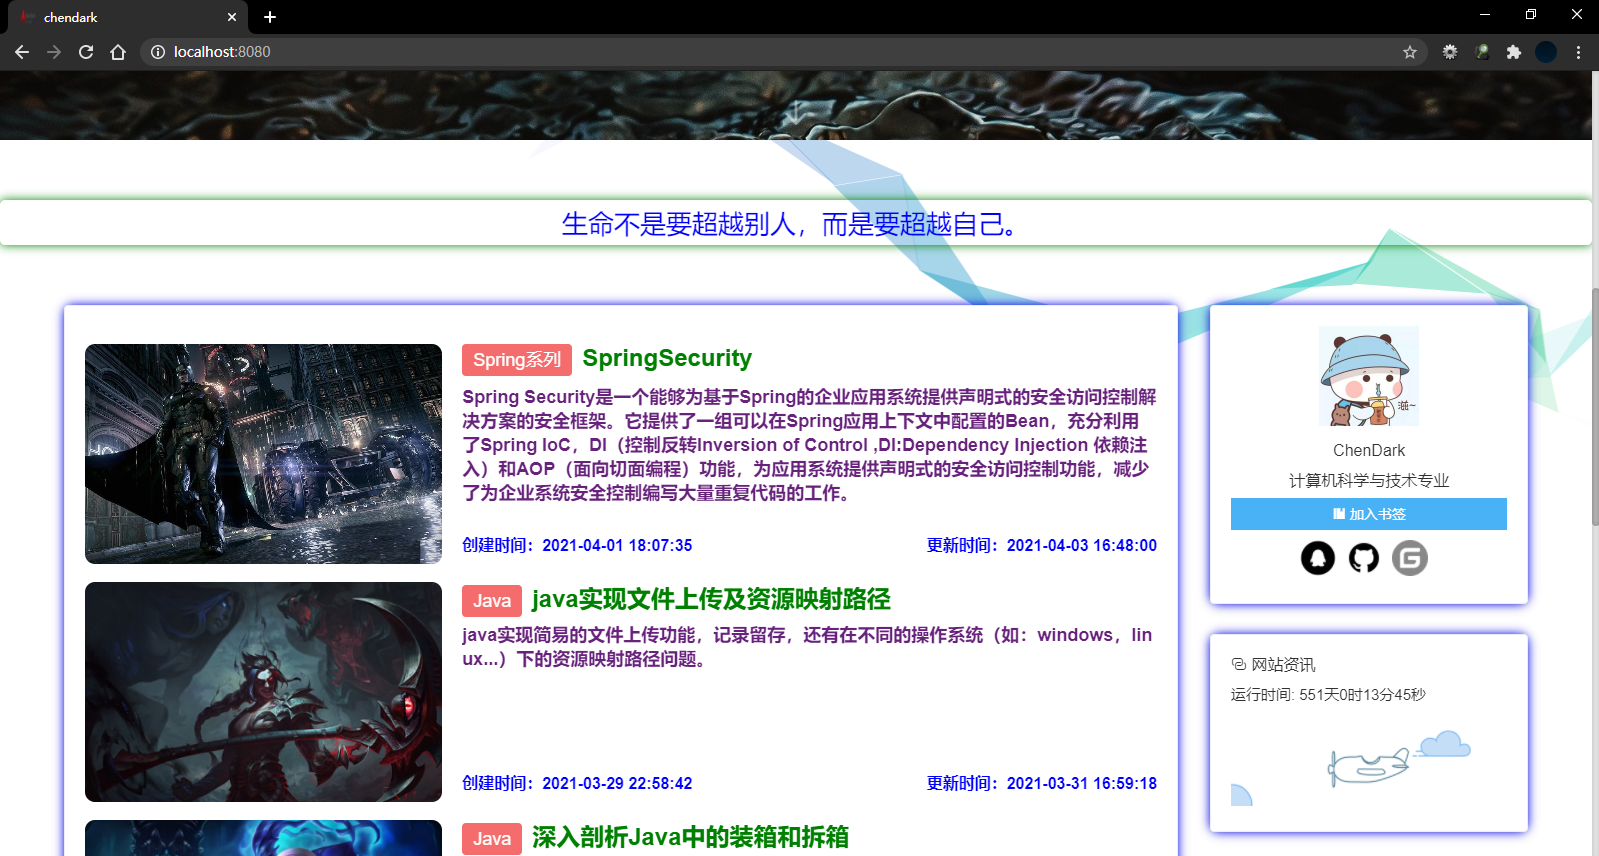 chendark
localhost:8080
生命不是要超越别人，而是要超越自己。
Spring系列 SpringSecurity
Spring Security是一个能够为基于Spring的企业应用系统提供声明式的安全访问控制解
决方案的安全框架。它提供了一组可以在Spring应用上下文中配置的Bean，充分利用
了Spring IoC，DI（控制反转Inversion of Control ,DI:Dependency Injection 依赖注
入）和AOP（面向切面编程）功能，为应用系统提供声明式的安全访问控制功能，减少
了为企业系统安全控制编写大量重复代码的工作。
创建时间：2021-04-01 18:07:35 更新时间：2021-04-03 16:48:00
Java java实现文件上传及资源映射路径
java实现简易的文件上传功能，记录留存，还有在不同的操作系统（如：windows，lin
ux...）下的资源映射路径问题。
创建时间：2021-03-29 22:58:42 更新时间：2021-03-31 16:59:18
Java 深入剖析Java中的装箱和拆箱
ChenDark
计算机科学与技术专业
加入书签
网站资讯
运行时间: 551天0时13分45秒